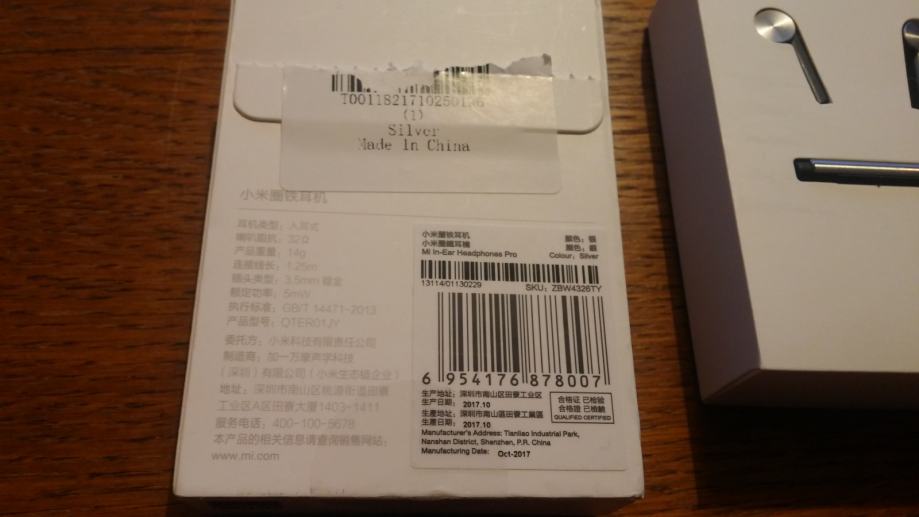 T0011821710250126
(1)
Silver
Made In China
小米圈铁耳机
耳机类型：入耳式
喇叭阻抗：32Ω
产品重量：14g
连接线长：1.25m
插头类型：3.5mm 镀金
额定功率：5mW
执行标准：GB/T 14471-2013
产品型号：QTER01JY
委托方：小米科技有限责任公司
制造商：加一万摩声学科技
（深圳）有限公司（小米生态链企业）
地址：深圳市南山区桃源街道田寮
工业区A区田寮大厦1403-1411
服务电话：400-100-5678
本产品的相关信息请查阅销售网站：
www.mi.com
小米圈铁耳机 颜色：银
小米圈鐵耳機 顏色：銀
Mi In-Ear Headphones Pro Colour: Silver
13114/01130229 SKU: ZBW4326TY
6 954176 878007
生产地址：深圳市南山区田寮工业区
生产日期：2017.10
生產地址：深圳市南山區田寮工業區
生產日期：2017.10
合格证 已检验
合格證 已檢驗
QUALIFIED CERTIFIED
Manufacturer's Address: Tianliao Industrial Park,
Nanshan District, Shenzhen, P.R. China
Manufacturing Date: Oct-2017